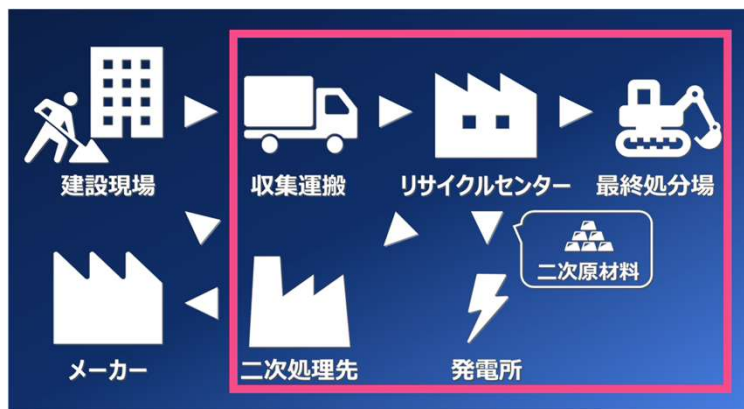 建設現場
収集運搬
リサイクルセンター
最終処分場
二次原材料
メーカー
二次処理先
発電所